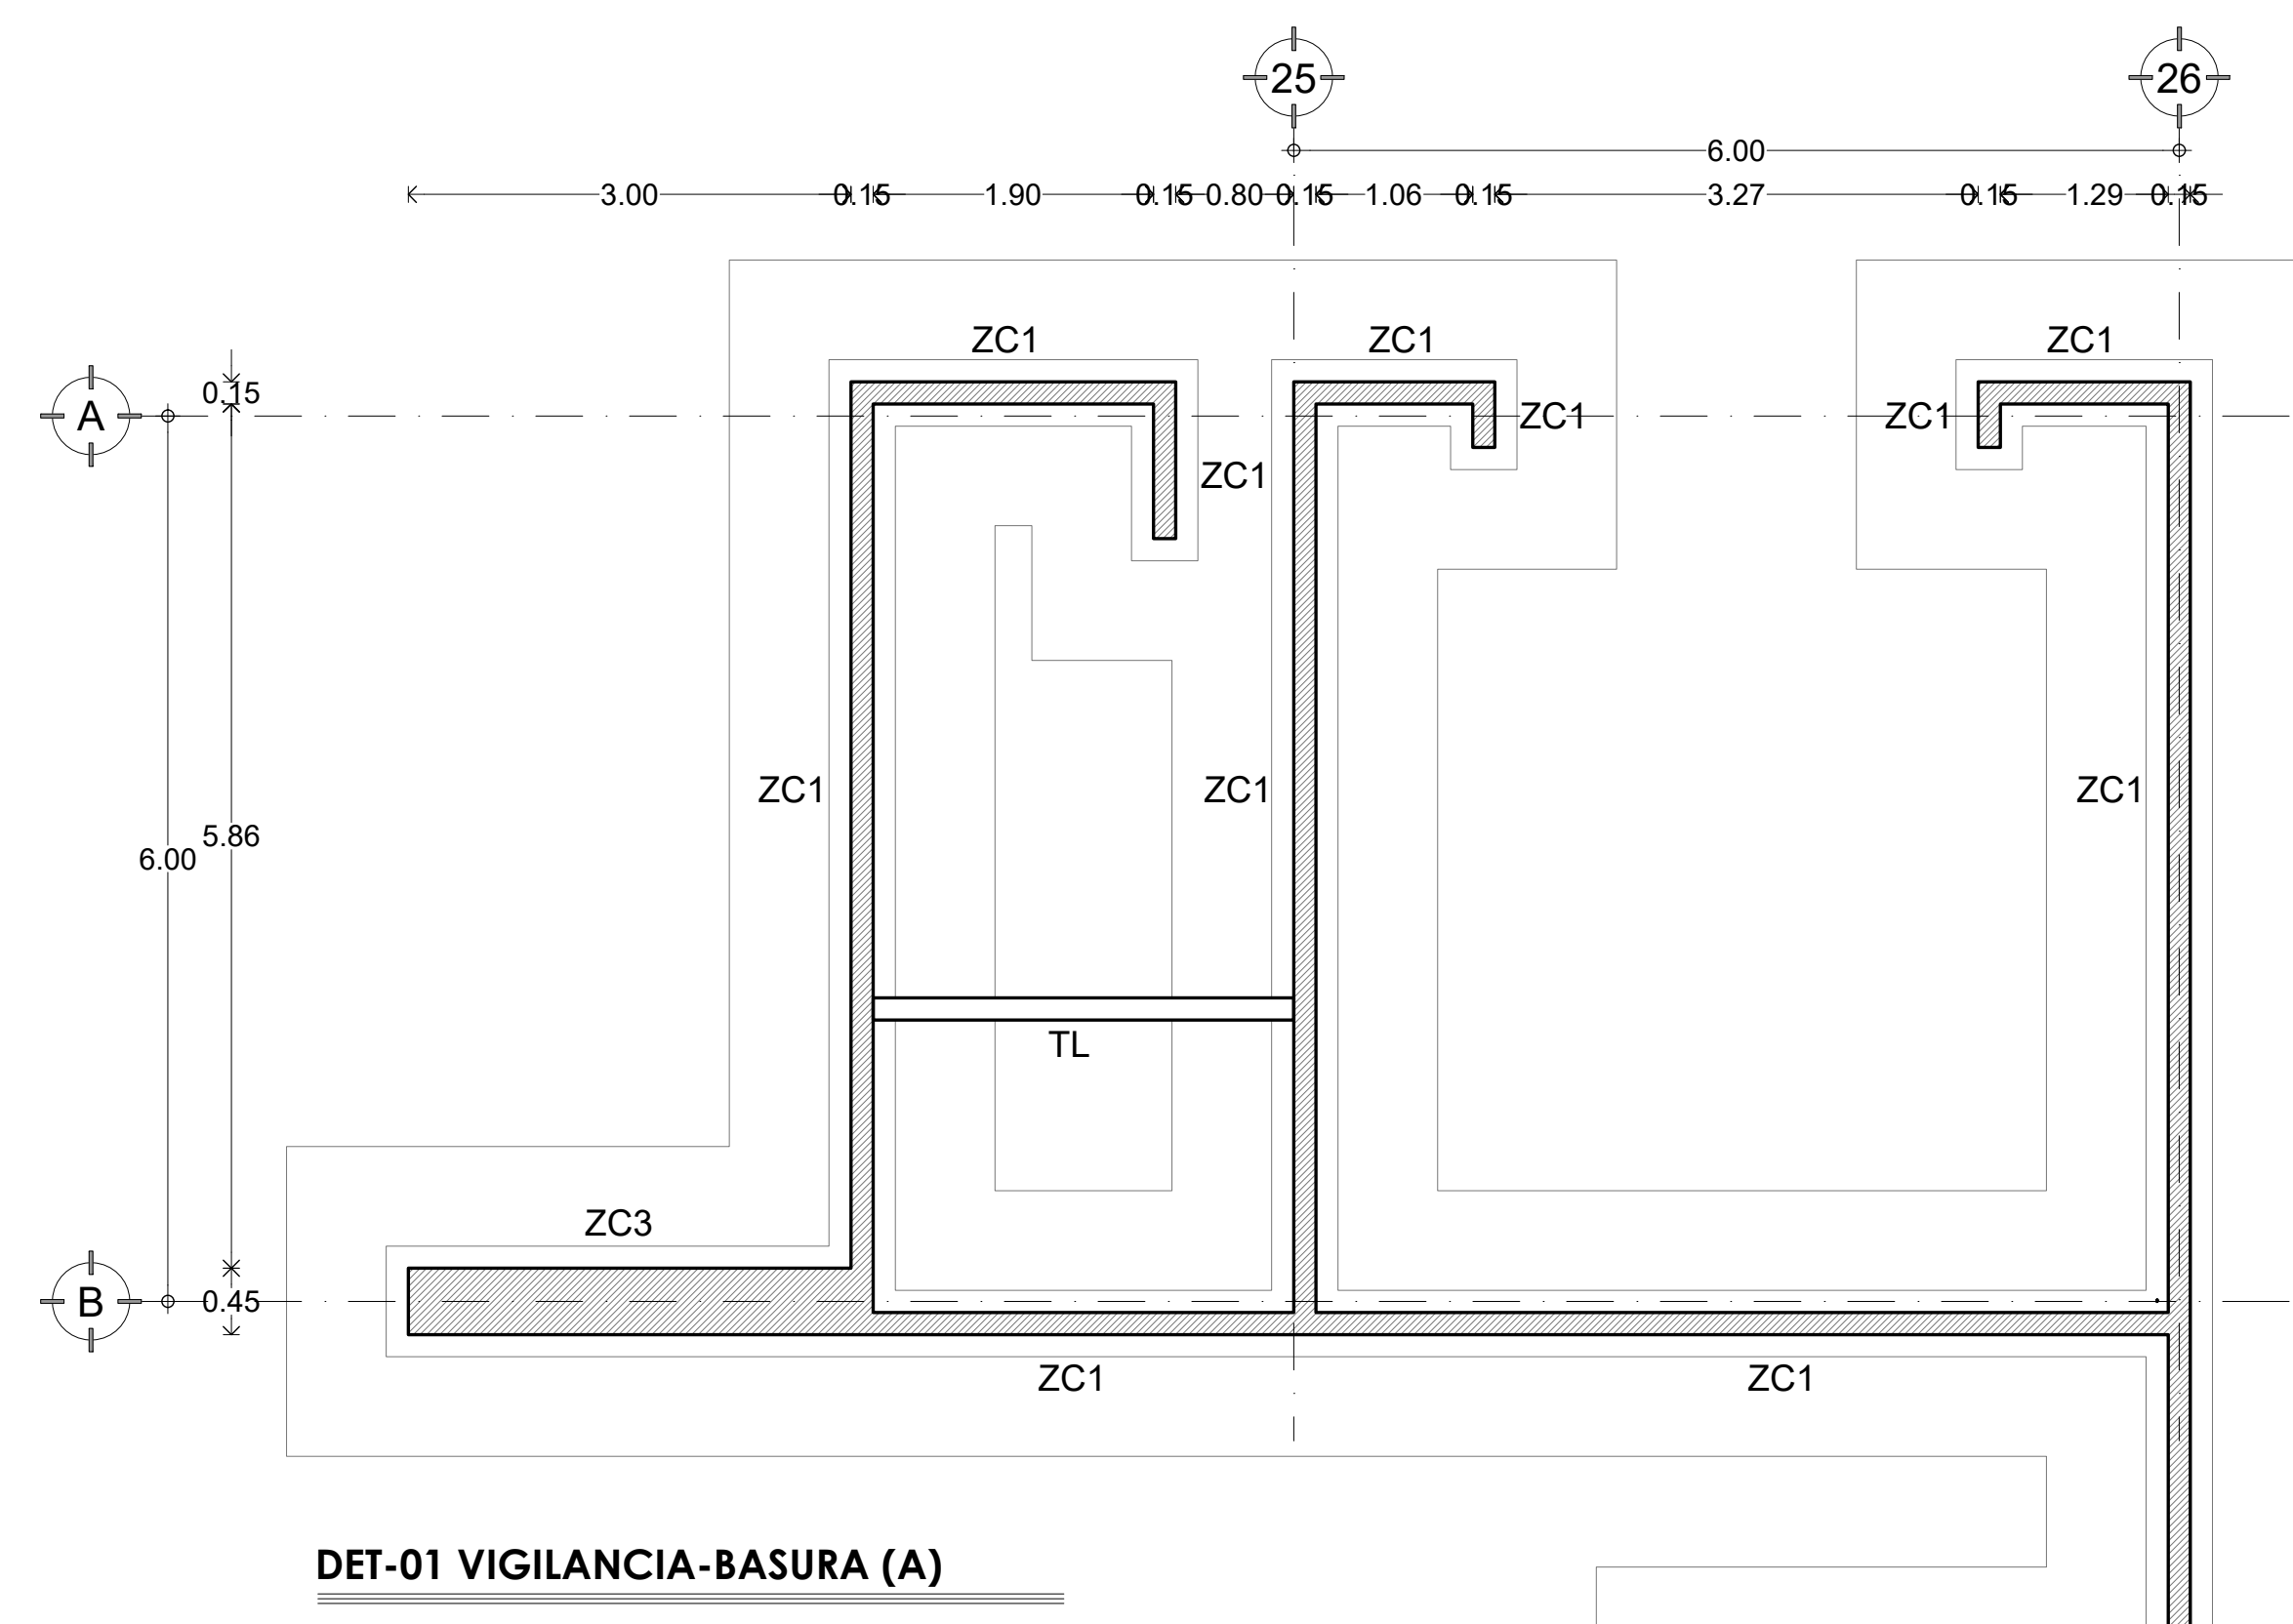 25
26
6.00
3.00
0.15
1.90
0.15
0.80
0.15
1.06
0.15
3.27
0.15
1.29
0.15
ZC1
ZC1
ZC1
0.15
A
ZC1
ZC1
ZC1
ZC1
ZC1
ZC1
5.86
6.00
TL
ZC3
B
0.45
ZC1
ZC1
DET-01 VIGILANCIA-BASURA (A)